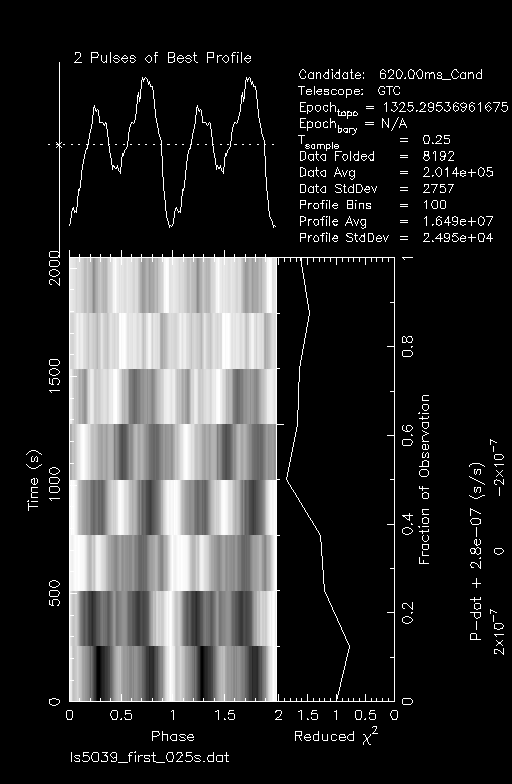 2 Pulses of Best Profile
Candidate: 620.00ms_Cand
Telescope: GTC
Epoch_topo = 1325.29536961675
Epoch_bary = N/A
T_sample = 0.25
Data Folded = 8192
Data Avg = 2.014e+05
Data StdDev = 2757
Profile Bins = 100
Profile Avg = 1.649e+07
Profile StdDev = 2.495e+04
Time (s)
0 500 1000 1500 2000
0 0.5 1 1.5 2
Phase
Fraction of Observation
0 0.2 0.4 0.6 0.8 1
1.5 1 0.5 0
Reduced χ²
P-dot + 2.8e-07 (s/s)
2×10⁻⁷ 0 −2×10⁻⁷
ls5039_first_025s.dat